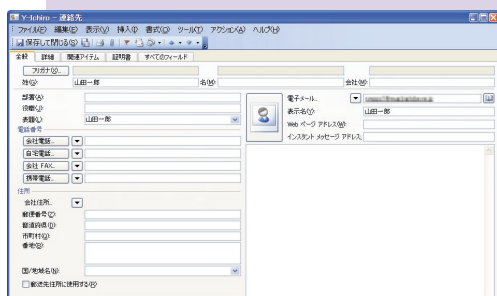 Y-Ichiro - 連絡先
ファイル(F) 編集(E) 表示(V) 挿入(I) 書式(O) ツール(T) アクション(A) ヘルプ(H)
保存して閉じる(S)
全般 詳細 関連アイテム 証明書 すべてのフィールド
フリガナ(U)..
姓(G): 山田一郎 名(M): 会社(W):
部署(A):
役職(J):
表題(L): 山田一郎
電話番号
会社電話..
自宅電話..
会社 FAX..
携帯電話..
住所
会社住所..
郵便番号(Z):
都道府県(D):
市町村(Q):
番地(B):
国/地域名(N):
郵送先住所に使用する(R)
電子メール..
表示名(Y): 山田一郎
Web ページ アドレス(W):
インスタント メッセージ アドレス: